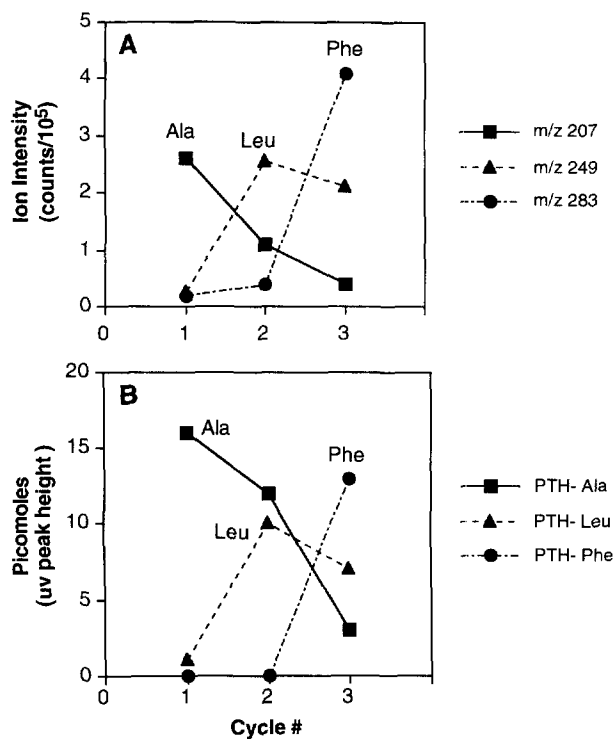 A
Ion Intensity
(counts/10⁵)
5
4
3
2
1
0
0 1 2 3
Ala
Leu
Phe
m/z 207
m/z 249
m/z 283
B
Picomoles
(uv peak height )
20
15
10
5
0
0 1 2 3
Ala
Leu
Phe
PTH- Ala
PTH- Leu
PTH- Phe
Cycle #